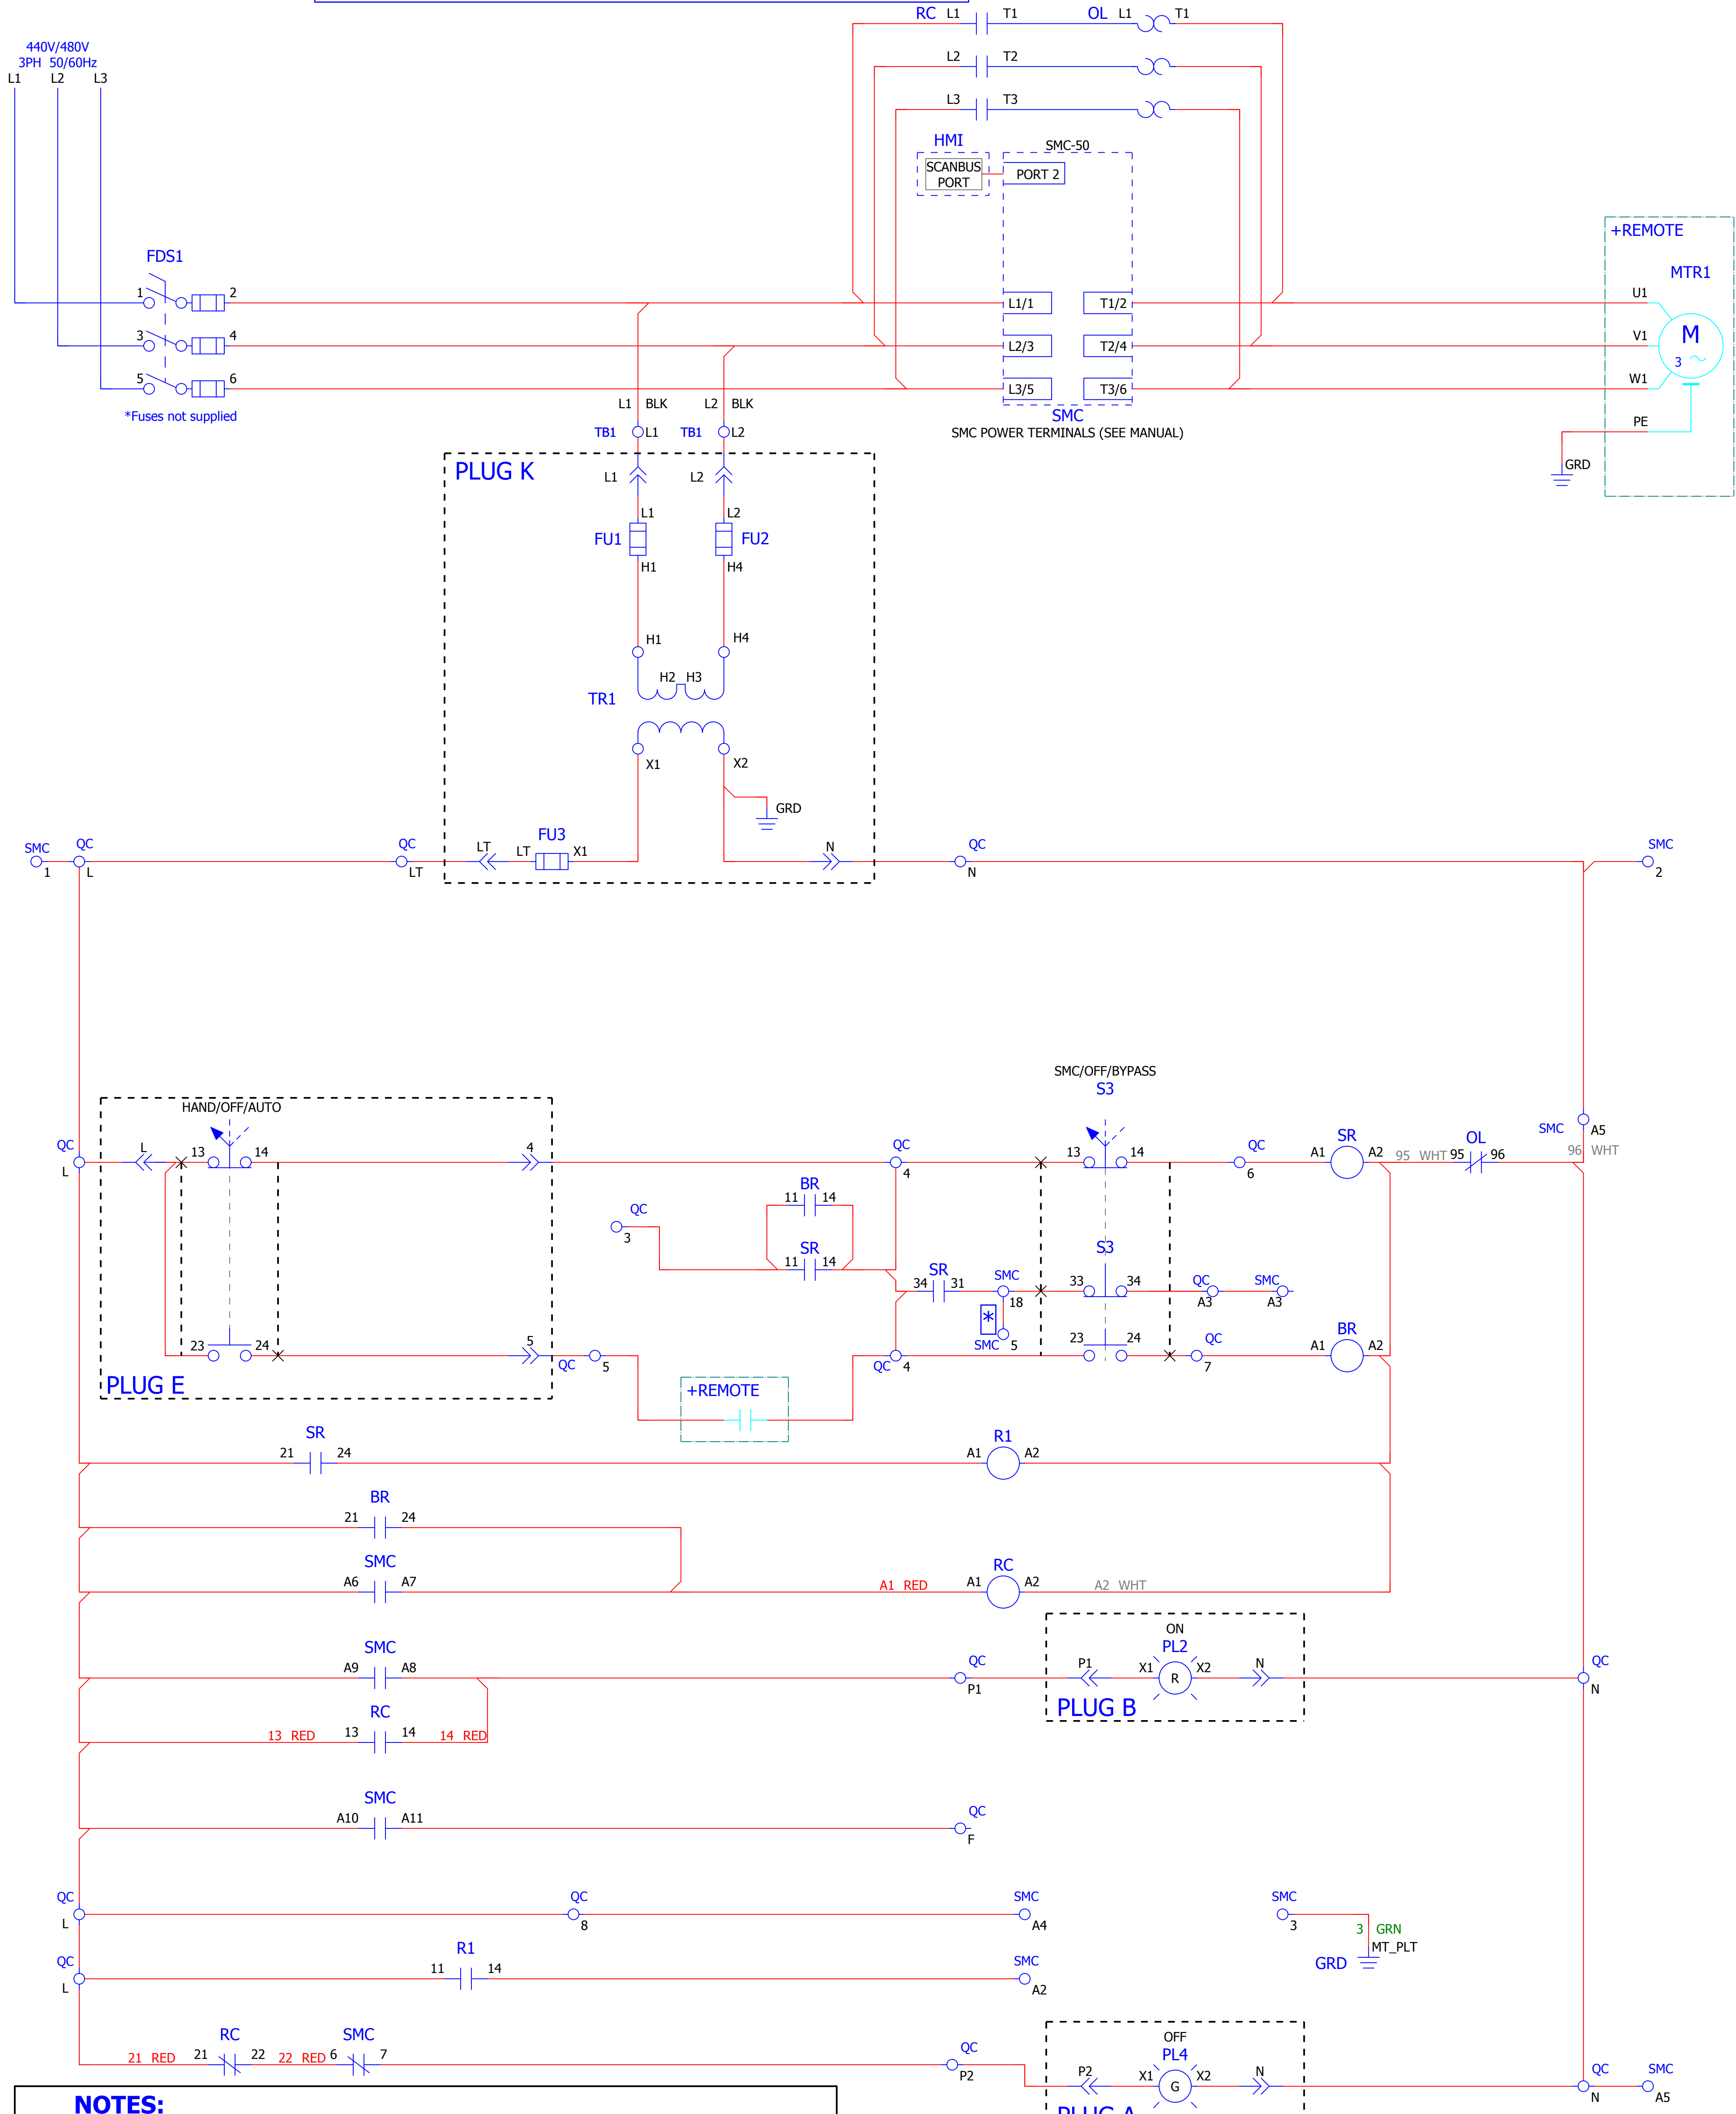 RC L1 T1 OL L1 T1
440V/480V
3PH 50/60Hz
L1 L2 L3
L2 T2
L3 T3
HMI
SMC-50
SCANBUS
PORT
PORT 2
+REMOTE
MTR1
FDS1
1 2
L1/1 T1/2
U1
3 4
L2/3 T2/4
V1
M
3
5 6
L3/5 T3/6
W1
*Fuses not supplied
L1 BLK L2 BLK
SMC
SMC POWER TERMINALS (SEE MANUAL)
PE
GRD
TB1 L1 TB1 L2
PLUG K
L1 L2
L1 L2
FU1 FU2
H1 H4
H1 H4
H2 H3
TR1
X1 X2
GRD
SMC QC QC
FU3
LT LT X1 N
QC SMC
1 L LT N 2
SMC/OFF/BYPASS
S3
HAND/OFF/AUTO
SMC A5
QC L 13 14 4 QC 13 14 QC SR A1 A2 95 WHT 95 OL 96 96 WHT
L 4 6
BR
11 14
QC
3
SR
11 14
S3
SR
34 31 SMC 33 34 QC SMC
18 A3 A3
*
SMC 5
23 24 5 QC 5 QC 4 23 24 QC 7 BR A1 A2
PLUG E
+REMOTE
SR
21 24
R1
A1 A2
BR
21 24
SMC
A6 A7
RC
A1 RED A1 A2 A2 WHT
ON
SMC
A9 A8
QC
P1
PL2
P1 X1 R X2 N
QC
N
PLUG B
RC
13 RED 13 14 14 RED
SMC
A10 A11
QC
F
QC QC SMC SMC
L 8 A4 3
3 GRN
MT_PLT
GRD
QC R1 SMC
L 11 14 A2
RC SMC
21 RED 21 22 22 RED 6 7
QC
P2
OFF
PL4
P2 X1 G X2 N
QC SMC
N A5
NOTES:
PLUG A